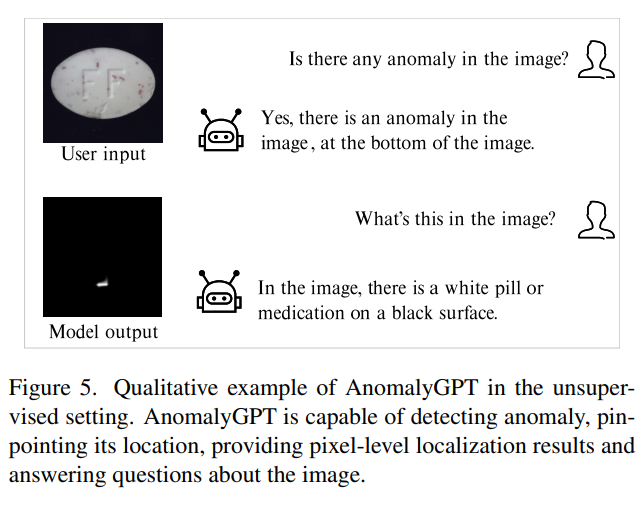 FF
Is there any anomaly in the image?
Yes, there is an anomaly in the
image, at the bottom of the image.
User input
What's this in the image?
In the image, there is a white pill or
medication on a black surface.
Model output
Figure 5. Qualitative example of AnomalyGPT in the unsuper-
vised setting. AnomalyGPT is capable of detecting anomaly, pin-
pointing its location, providing pixel-level localization results and
answering questions about the image.